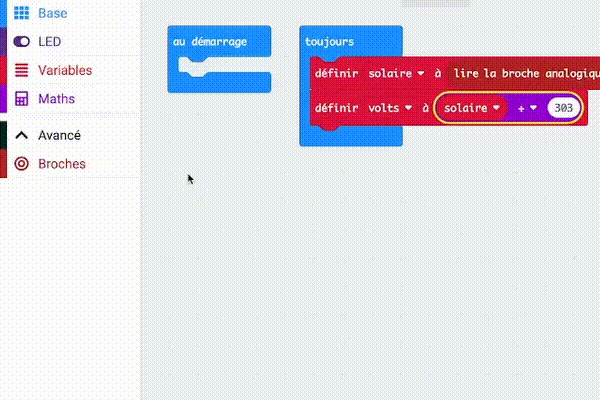 Base
LED
Variables
Maths
Avancé
Broches
au démarrage
toujours
définir solaire à lire la broche analogiqu
définir volts à solaire + 303